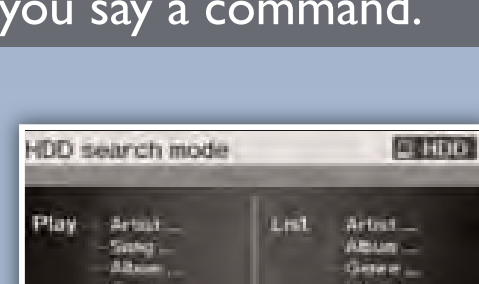 you say a command.
HDD search mode HDD
Play Artist ... List Artist ...
Song ... Album ...
Album ... Genre ...